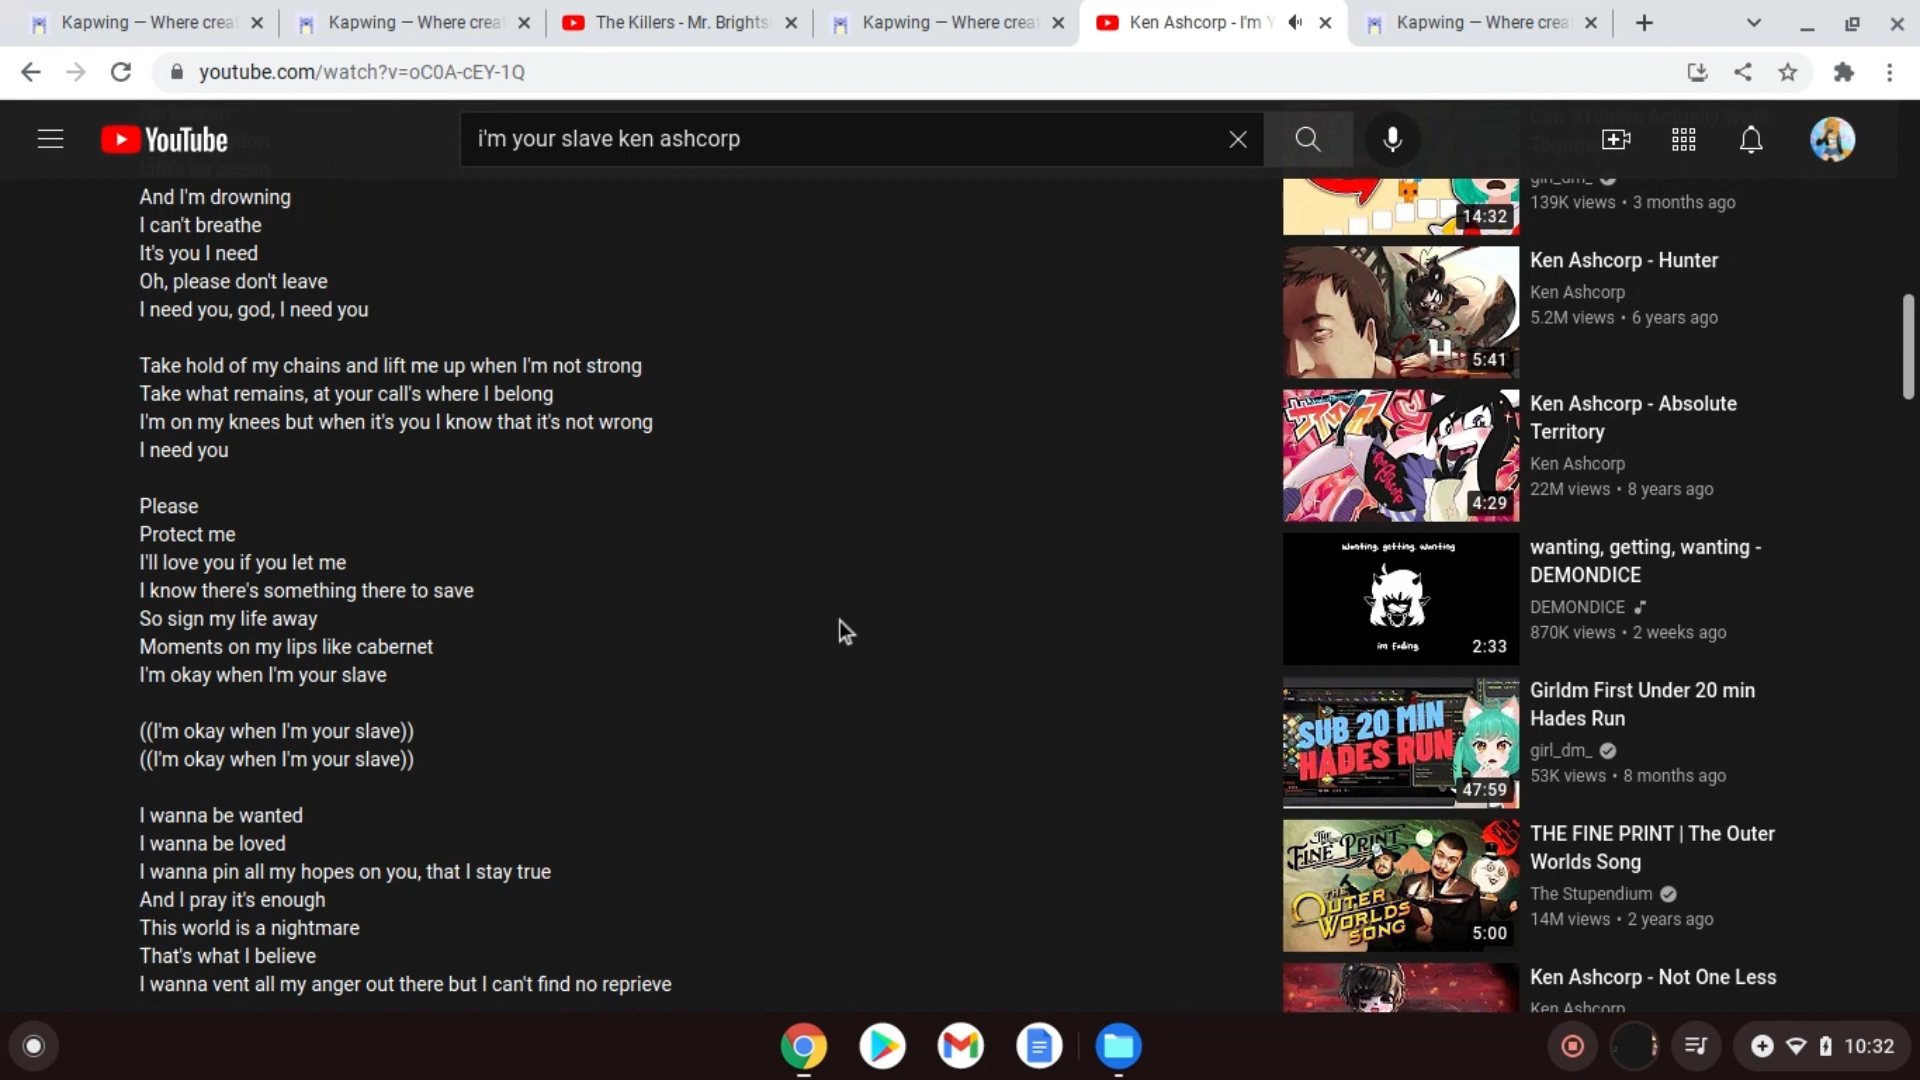 Kapwing — Where crea
Kapwing — Where crea
The Killers - Mr. Brights
Kapwing — Where crea
Ken Ashcorp - I'm Y
Kapwing — Where crea
youtube.com/watch?v=oC0A-cEY-1Q
YouTube
i'm your slave ken ashcorp
And I'm drowning
I can't breathe
It's you I need
Oh, please don't leave
I need you, god, I need you
Take hold of my chains and lift me up when I'm not strong
Take what remains, at your call's where I belong
I'm on my knees but when it's you I know that it's not wrong
I need you
Please
Protect me
I'll love you if you let me
I know there's something there to save
So sign my life away
Moments on my lips like cabernet
I'm okay when I'm your slave
((I'm okay when I'm your slave))
((I'm okay when I'm your slave))
I wanna be wanted
I wanna be loved
I wanna pin all my hopes on you, that I stay true
And I pray it's enough
This world is a nightmare
That's what I believe
I wanna vent all my anger out there but I can't find no reprieve
girl_dm_
139K views • 3 months ago
14:32
Ken Ashcorp - Hunter
Ken Ashcorp
5.2M views • 6 years ago
5:41
Ken Ashcorp - Absolute
Territory
Ken Ashcorp
22M views • 8 years ago
4:29
wanting, getting, wanting
im fading.
2:33
wanting, getting, wanting -
DEMONDICE
DEMONDICE
870K views • 2 weeks ago
SUB 20 MIN
HADES RUN
47:59
Girldm First Under 20 min
Hades Run
girl_dm_
53K views • 8 months ago
THE FINE PRINT
THE OUTER
WORLDS
SONG
5:00
THE FINE PRINT | The Outer
Worlds Song
The Stupendium
14M views • 2 years ago
Ken Ashcorp - Not One Less
Ken Ashcorp
10:32